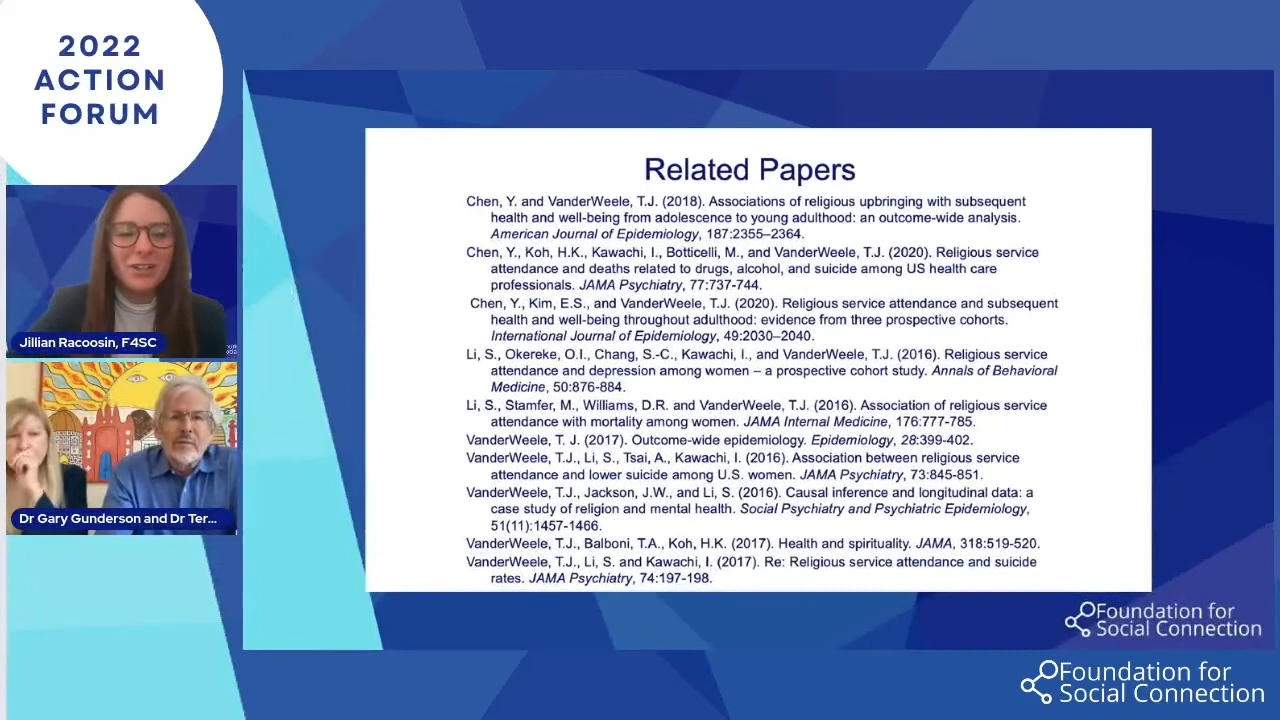 2022
ACTION
FORUM
Jillian Racoosin, F4SC
Dr Gary Gunderson and Dr Ter...
Related Papers
Chen, Y. and VanderWeele, T.J. (2018). Associations of religious upbringing with subsequent
health and well-being from adolescence to young adulthood: an outcome-wide analysis.
American Journal of Epidemiology, 187:2355–2364.
Chen, Y., Koh, H.K., Kawachi, I., Botticelli, M., and VanderWeele, T.J. (2020). Religious service
attendance and deaths related to drugs, alcohol, and suicide among US health care
professionals. JAMA Psychiatry, 77:737-744.
Chen, Y., Kim, E.S., and VanderWeele, T.J. (2020). Religious service attendance and subsequent
health and well-being throughout adulthood: evidence from three prospective cohorts.
International Journal of Epidemiology, 49:2030–2040.
Li, S., Okereke, O.I., Chang, S.-C., Kawachi, I., and VanderWeele, T.J. (2016). Religious service
attendance and depression among women – a prospective cohort study. Annals of Behavioral
Medicine, 50:876-884.
Li, S., Stamfer, M., Williams, D.R. and VanderWeele, T.J. (2016). Association of religious service
attendance with mortality among women. JAMA Internal Medicine, 176:777-785.
VanderWeele, T. J. (2017). Outcome-wide epidemiology. Epidemiology, 28:399-402.
VanderWeele, T.J., Li, S., Tsai, A., Kawachi, I. (2016). Association between religious service
attendance and lower suicide among U.S. women. JAMA Psychiatry, 73:845-851.
VanderWeele, T.J., Jackson, J.W., and Li, S. (2016). Causal inference and longitudinal data: a
case study of religion and mental health. Social Psychiatry and Psychiatric Epidemiology,
51(11):1457-1466.
VanderWeele, T.J., Balboni, T.A., Koh, H.K. (2017). Health and spirituality. JAMA, 318:519-520.
VanderWeele, T.J., Li, S. and Kawachi, I. (2017). Re: Religious service attendance and suicide
rates. JAMA Psychiatry, 74:197-198.
Foundation for
Social Connection
Foundation for
Social Connection